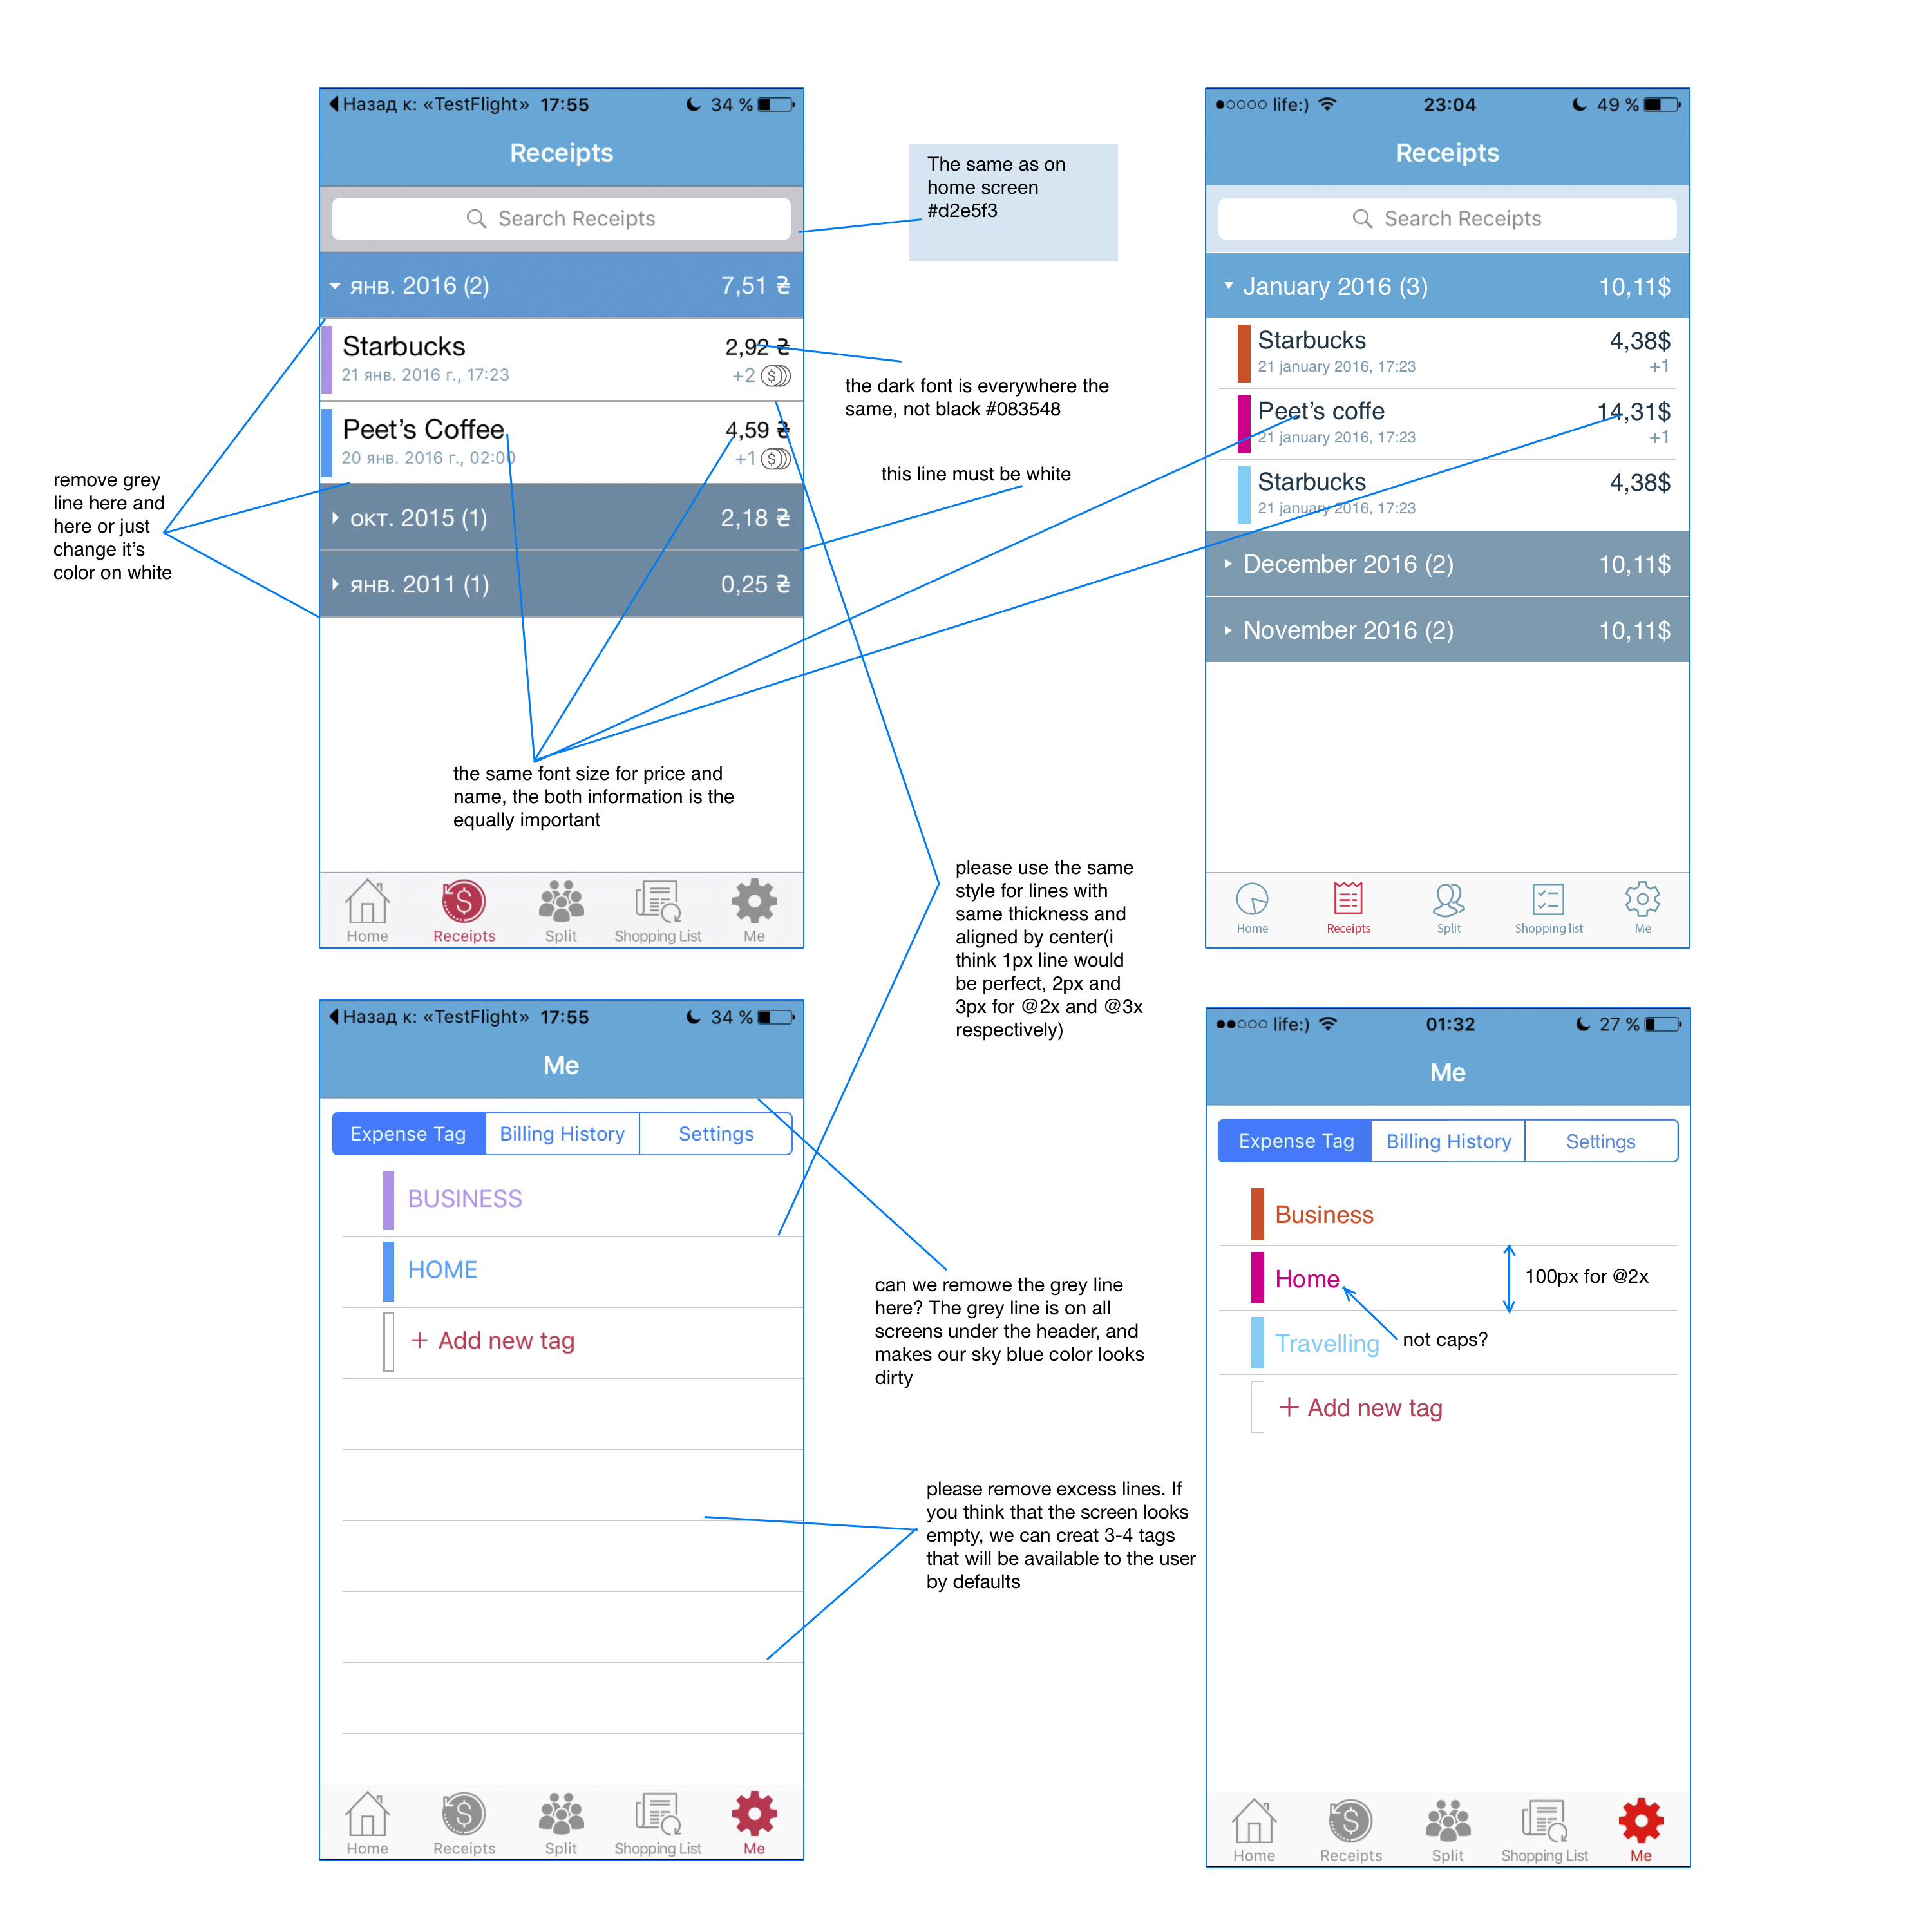 Назад к: «TestFlight» 17:55 34 %
Receipts
Search Receipts
янв. 2016 (2) 7,51 ₴
Starbucks 2,92 ₴
21 янв. 2016 г., 17:23 +2
Peet’s Coffee 4,59 ₴
20 янв. 2016 г., 02:00 +1
окт. 2015 (1) 2,18 ₴
янв. 2011 (1) 0,25 ₴
Home Receipts Split Shopping List Me
remove grey
line here and
here or just
change it’s
color on white
The same as on
home screen
#d2e5f3
the dark font is everywhere the
same, not black #083548
this line must be white
the same font size for price and
name, the both information is the
equally important
please use the same
style for lines with
same thickness and
aligned by center(i
think 1px line would
be perfect, 2px and
3px for @2x and @3x
respectively)
life:) 23:04 49 %
Receipts
Search Receipts
January 2016 (3) 10,11$
Starbucks 4,38$
21 january 2016, 17:23 +1
Peet’s coffe 14,31$
21 january 2016, 17:23 +1
Starbucks 4,38$
21 january 2016, 17:23
December 2016 (2) 10,11$
November 2016 (2) 10,11$
Home Receipts Split Shopping list Me
Назад к: «TestFlight» 17:55 34 %
Me
Expense Tag Billing History Settings
BUSINESS
HOME
+ Add new tag
Home Receipts Split Shopping List Me
can we remowe the grey line
here? The grey line is on all
screens under the header, and
makes our sky blue color looks
dirty
please remove excess lines. If
you think that the screen looks
empty, we can creat 3-4 tags
that will be available to the user
by defaults
life:) 01:32 27 %
Me
Expense Tag Billing History Settings
Business
Home
100px for @2x
Travelling
not caps?
+ Add new tag
Home Receipts Split Shopping List Me